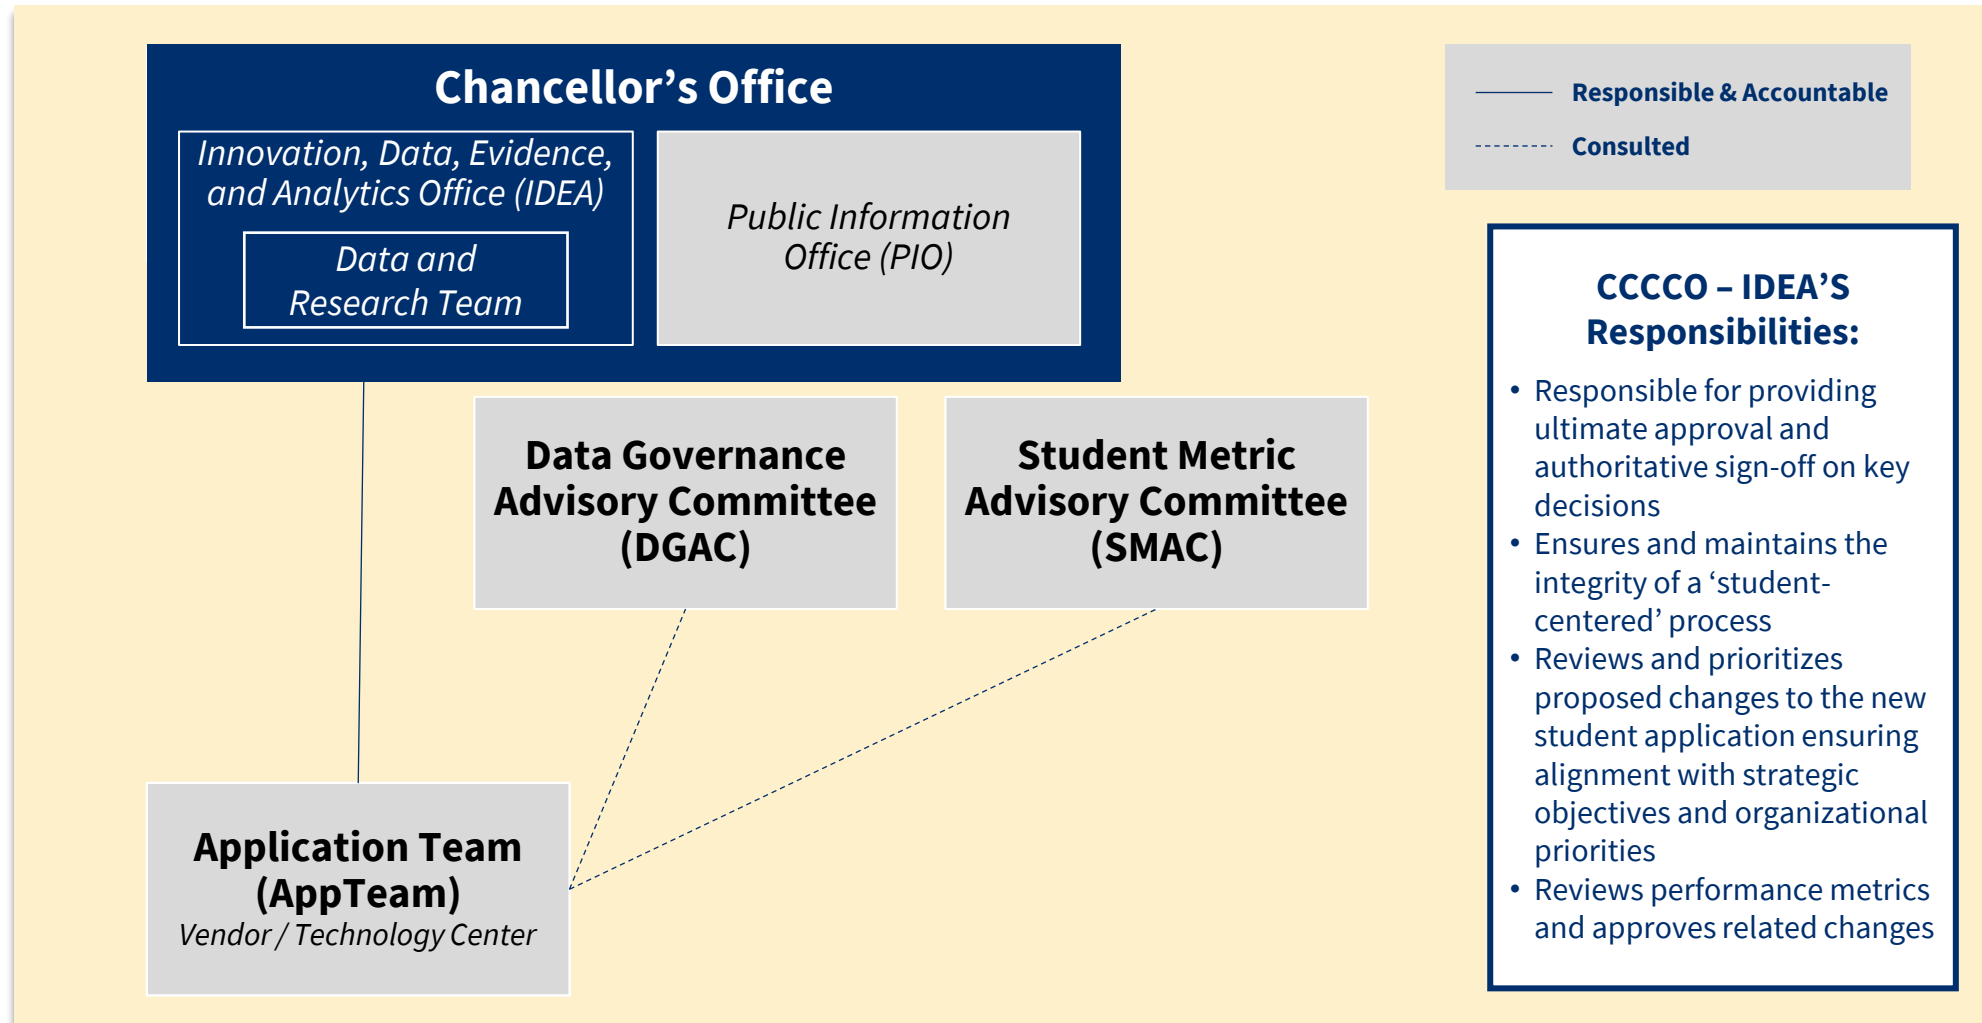 Chancellor’s Office
Innovation, Data, Evidence,
and Analytics Office (IDEA)
Data and
Research Team
Public Information
Office (PIO)
Responsible & Accountable
Consulted
Data Governance
Advisory Committee
(DGAC)
Student Metric
Advisory Committee
(SMAC)
Application Team
(AppTeam)
Vendor / Technology Center
CCCCO – IDEA’S
Responsibilities:
• Responsible for providing
ultimate approval and
authoritative sign-off on key
decisions
• Ensures and maintains the
integrity of a ‘student-
centered’ process
• Reviews and prioritizes
proposed changes to the new
student application ensuring
alignment with strategic
objectives and organizational
priorities
• Reviews performance metrics
and approves related changes